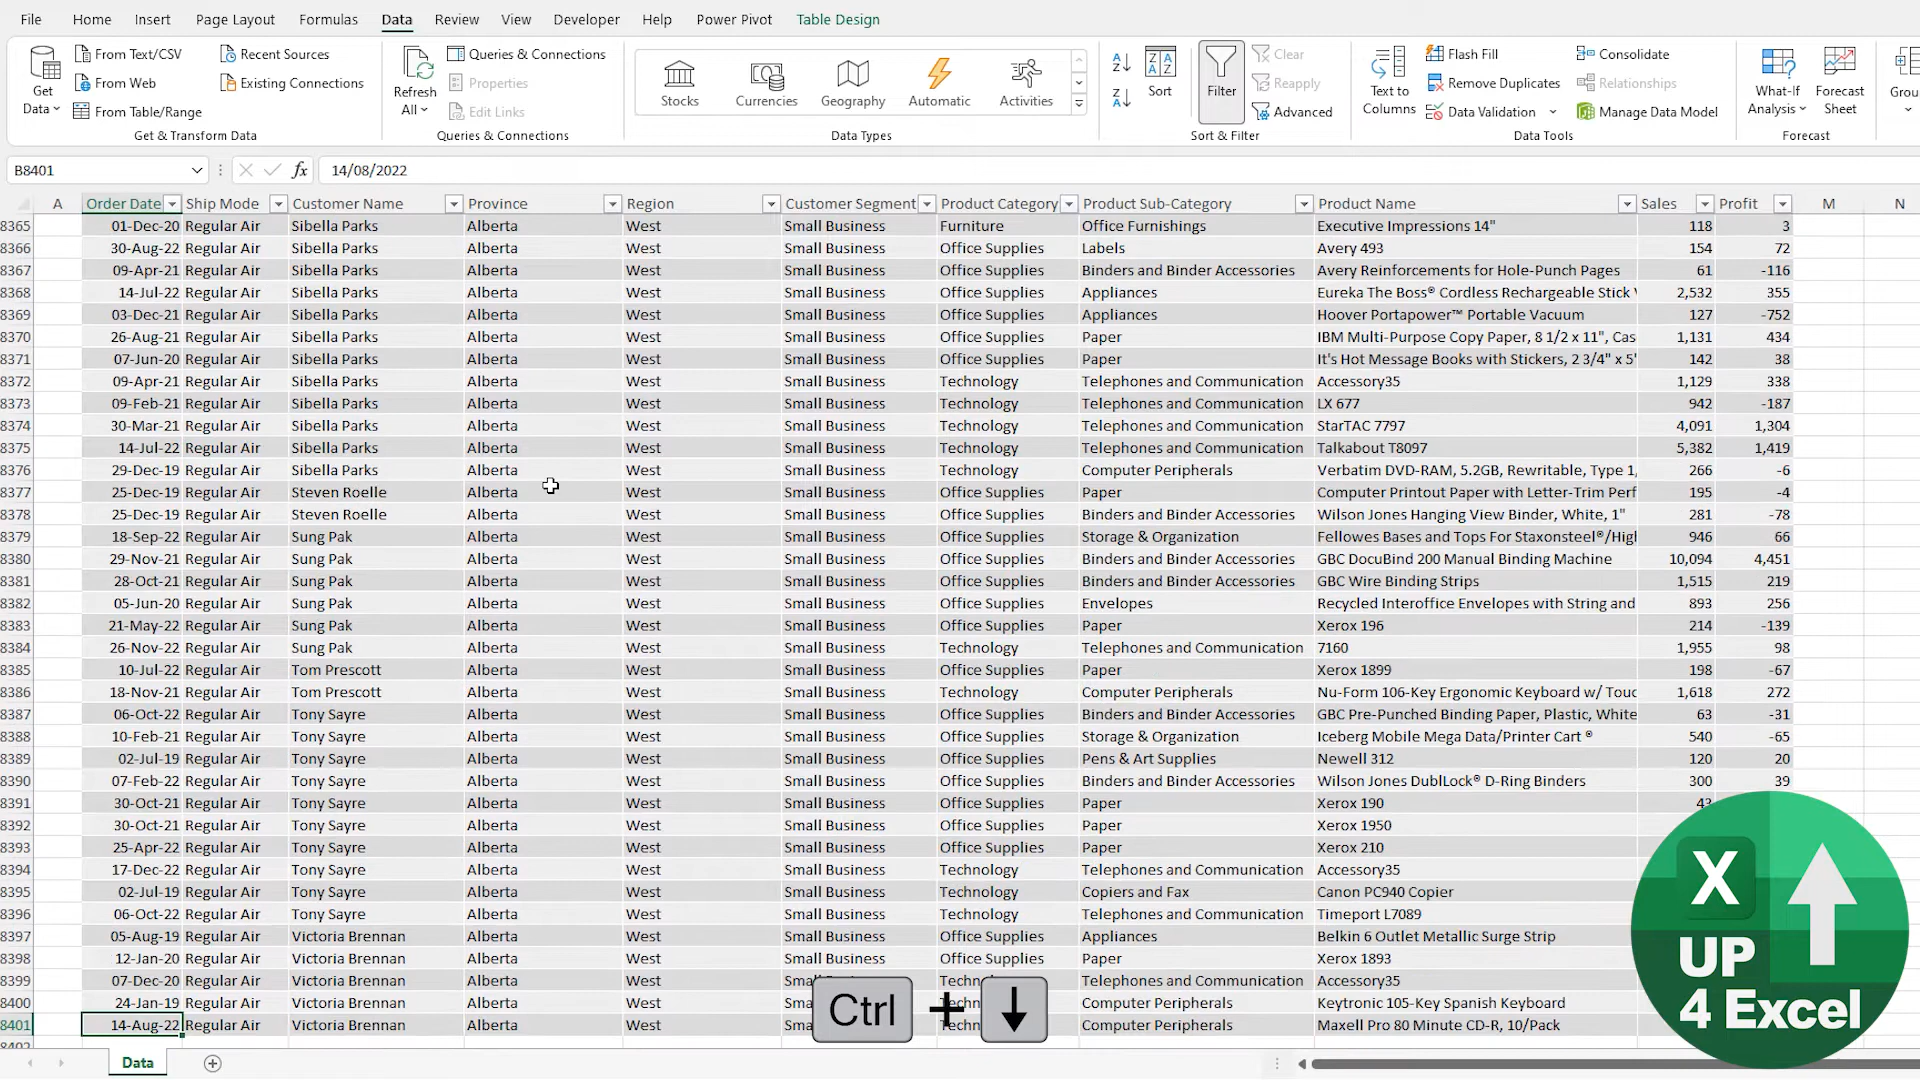 File Home Insert Page Layout Formulas Data Review View Developer Help Power Pivot Table Design
Get Data
From Text/CSV
From Web
From Table/Range
Recent Sources
Existing Connections
Get & Transform Data
Refresh All
Queries & Connections
Properties
Edit Links
Queries & Connections
Stocks Currencies Geography Automatic Activities
Data Types
Sort
Filter
Clear
Reapply
Advanced
Sort & Filter
Text to Columns
Flash Fill
Remove Duplicates
Data Validation
Consolidate
Relationships
Manage Data Model
Data Tools
What-If Analysis
Forecast Sheet
Forecast
B8401 fx 14/08/2022
A Order Date Ship Mode Customer Name Province Region Customer Segment Product Category Product Sub-Category Product Name Sales Profit M N
8365 01-Dec-20 Regular Air Sibella Parks Alberta West Small Business Furniture Office Furnishings Executive Impressions 14" 118 3
8366 30-Aug-22 Regular Air Sibella Parks Alberta West Small Business Office Supplies Labels Avery 493 154 72
8367 09-Apr-21 Regular Air Sibella Parks Alberta West Small Business Office Supplies Binders and Binder Accessories Avery Reinforcements for Hole-Punch Pages 61 -116
8368 14-Jul-22 Regular Air Sibella Parks Alberta West Small Business Office Supplies Appliances Eureka The Boss® Cordless Rechargeable Stick 2,532 355
8369 03-Dec-21 Regular Air Sibella Parks Alberta West Small Business Office Supplies Appliances Hoover Portapower™ Portable Vacuum 127 -752
8370 26-Aug-21 Regular Air Sibella Parks Alberta West Small Business Office Supplies Paper IBM Multi-Purpose Copy Paper, 8 1/2 x 11", Cas 1,131 434
8371 07-Jun-20 Regular Air Sibella Parks Alberta West Small Business Office Supplies Paper It's Hot Message Books with Stickers, 2 3/4" x 5" 142 38
8372 09-Apr-21 Regular Air Sibella Parks Alberta West Small Business Technology Telephones and Communication Accessory35 1,129 338
8373 09-Feb-21 Regular Air Sibella Parks Alberta West Small Business Technology Telephones and Communication LX 677 942 -187
8374 30-Mar-21 Regular Air Sibella Parks Alberta West Small Business Technology Telephones and Communication StarTAC 7797 4,091 1,304
8375 14-Jul-22 Regular Air Sibella Parks Alberta West Small Business Technology Telephones and Communication Talkabout T8097 5,382 1,419
8376 29-Dec-19 Regular Air Sibella Parks Alberta West Small Business Technology Computer Peripherals Verbatim DVD-RAM, 5.2GB, Rewritable, Type 1, 266 -6
8377 25-Dec-19 Regular Air Steven Roelle Alberta West Small Business Office Supplies Paper Computer Printout Paper with Letter-Trim Perf 195 -4
8378 25-Dec-19 Regular Air Steven Roelle Alberta West Small Business Office Supplies Binders and Binder Accessories Wilson Jones Hanging View Binder, White, 1" 281 -78
8379 18-Sep-22 Regular Air Sung Pak Alberta West Small Business Office Supplies Storage & Organization Fellowes Bases and Tops For Staxonsteel®/Higl 946 66
8380 29-Nov-21 Regular Air Sung Pak Alberta West Small Business Office Supplies Binders and Binder Accessories GBC DocuBind 200 Manual Binding Machine 10,094 4,451
8381 28-Oct-21 Regular Air Sung Pak Alberta West Small Business Office Supplies Binders and Binder Accessories GBC Wire Binding Strips 1,515 219
8382 05-Jun-20 Regular Air Sung Pak Alberta West Small Business Office Supplies Envelopes Recycled Interoffice Envelopes with String and 893 256
8383 21-May-22 Regular Air Sung Pak Alberta West Small Business Office Supplies Paper Xerox 196 214 -139
8384 26-Nov-22 Regular Air Sung Pak Alberta West Small Business Technology Telephones and Communication 7160 1,955 98
8385 10-Jul-22 Regular Air Tom Prescott Alberta West Small Business Office Supplies Paper Xerox 1899 198 -67
8386 18-Nov-21 Regular Air Tom Prescott Alberta West Small Business Technology Computer Peripherals Nu-Form 106-Key Ergonomic Keyboard w/ Touc 1,618 272
8387 06-Oct-22 Regular Air Tony Sayre Alberta West Small Business Office Supplies Binders and Binder Accessories GBC Pre-Punched Binding Paper, Plastic, White 63 -31
8388 10-Feb-21 Regular Air Tony Sayre Alberta West Small Business Office Supplies Storage & Organization Iceberg Mobile Mega Data/Printer Cart ® 540 -65
8389 02-Jul-19 Regular Air Tony Sayre Alberta West Small Business Office Supplies Pens & Art Supplies Newell 312 120 20
8390 07-Feb-22 Regular Air Tony Sayre Alberta West Small Business Office Supplies Binders and Binder Accessories Wilson Jones DublLock® D-Ring Binders 300 39
8391 30-Oct-21 Regular Air Tony Sayre Alberta West Small Business Office Supplies Paper Xerox 190 43
8392 30-Oct-21 Regular Air Tony Sayre Alberta West Small Business Office Supplies Paper Xerox 1950
8393 25-Apr-22 Regular Air Tony Sayre Alberta West Small Business Office Supplies Paper Xerox 210
8394 17-Dec-22 Regular Air Tony Sayre Alberta West Small Business Technology Telephones and Communication Accessory35
8395 02-Jul-19 Regular Air Tony Sayre Alberta West Small Business Technology Copiers and Fax Canon PC940 Copier
8396 06-Oct-22 Regular Air Tony Sayre Alberta West Small Business Technology Telephones and Communication Timeport L7089
8397 05-Aug-19 Regular Air Victoria Brennan Alberta West Small Business Office Supplies Appliances Belkin 6 Outlet Metallic Surge Strip
8398 12-Jan-20 Regular Air Victoria Brennan Alberta West Small Business Office Supplies Paper Xerox 1893
8399 07-Dec-20 Regular Air Victoria Brennan Alberta West Small Techno Telephones and Communication Accessory35
8400 24-Jan-19 Regular Air Victoria Brennan Alberta West Sma Techn Computer Peripherals Keytronic 105-Key Spanish Keyboard
8401 14-Aug-22 Regular Air Victoria Brennan Alberta West Sma Techn Computer Peripherals Maxell Pro 80 Minute CD-R, 10/Pack
Ctrl + ↓
X
UP
4 Excel
Data